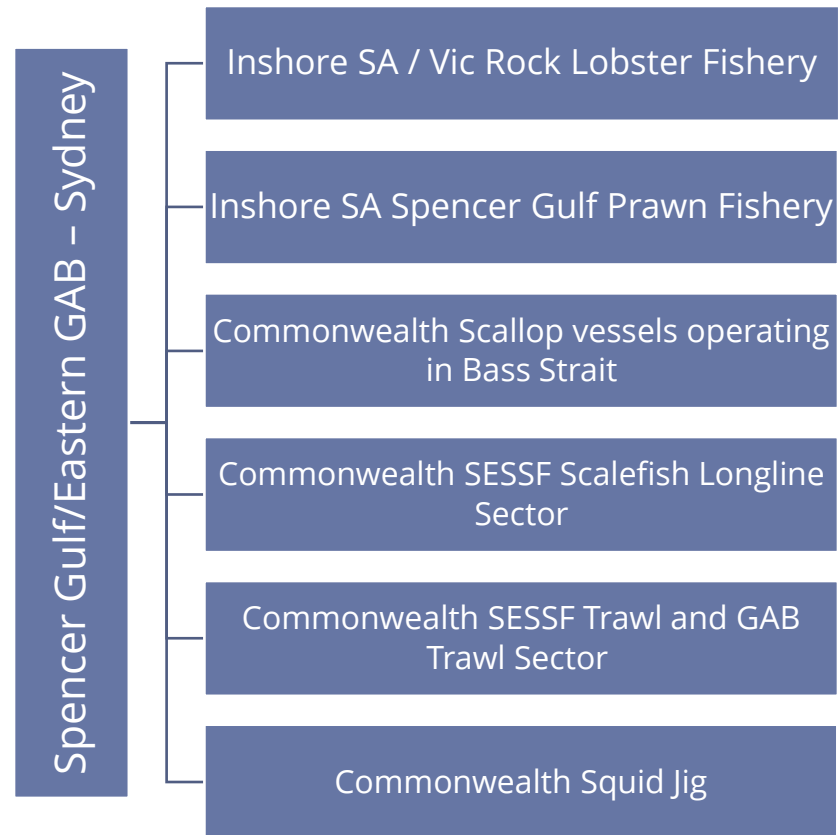 Spencer Gulf/Eastern GAB – Sydney
Inshore SA / Vic Rock Lobster Fishery
Inshore SA Spencer Gulf Prawn Fishery
Commonwealth Scallop vessels operating
in Bass Strait
Commonwealth SESSF Scalefish Longline
Sector
Commonwealth SESSF Trawl and GAB
Trawl Sector
Commonwealth Squid Jig